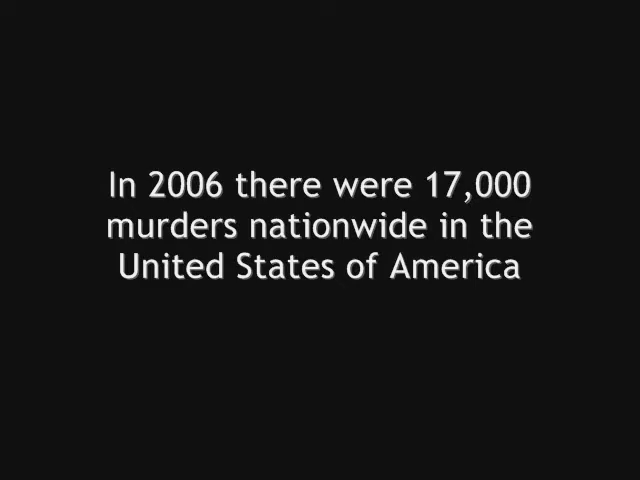 In 2006 there were 17,000
murders nationwide in the
United States of America